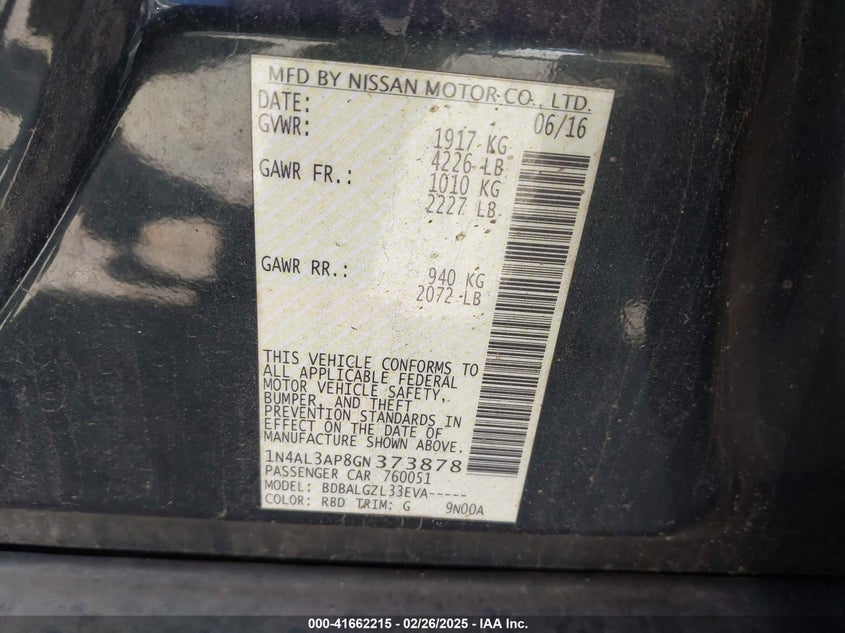 MFD BY NISSAN MOTOR CO., LTD.
DATE: 06/16
GVWR: 1917 KG
4226 LB
GAWR FR.: 1010 KG
2227 LB
GAWR RR.: 940 KG
2072 LB
THIS VEHICLE CONFORMS TO
ALL APPLICABLE FEDERAL
MOTOR VEHICLE SAFETY,
BUMPER, AND THEFT
PREVENTION STANDARDS IN
EFFECT ON THE DATE OF
MANUFACTURE SHOWN ABOVE.
1N4AL3AP8GN373878
PASSENGER CAR 760051
MODEL: BDBALGZL33EVA-----
COLOR: RBD TRIM: G 9N00A
000-41662215 - 02/26/2025 - IAA Inc.